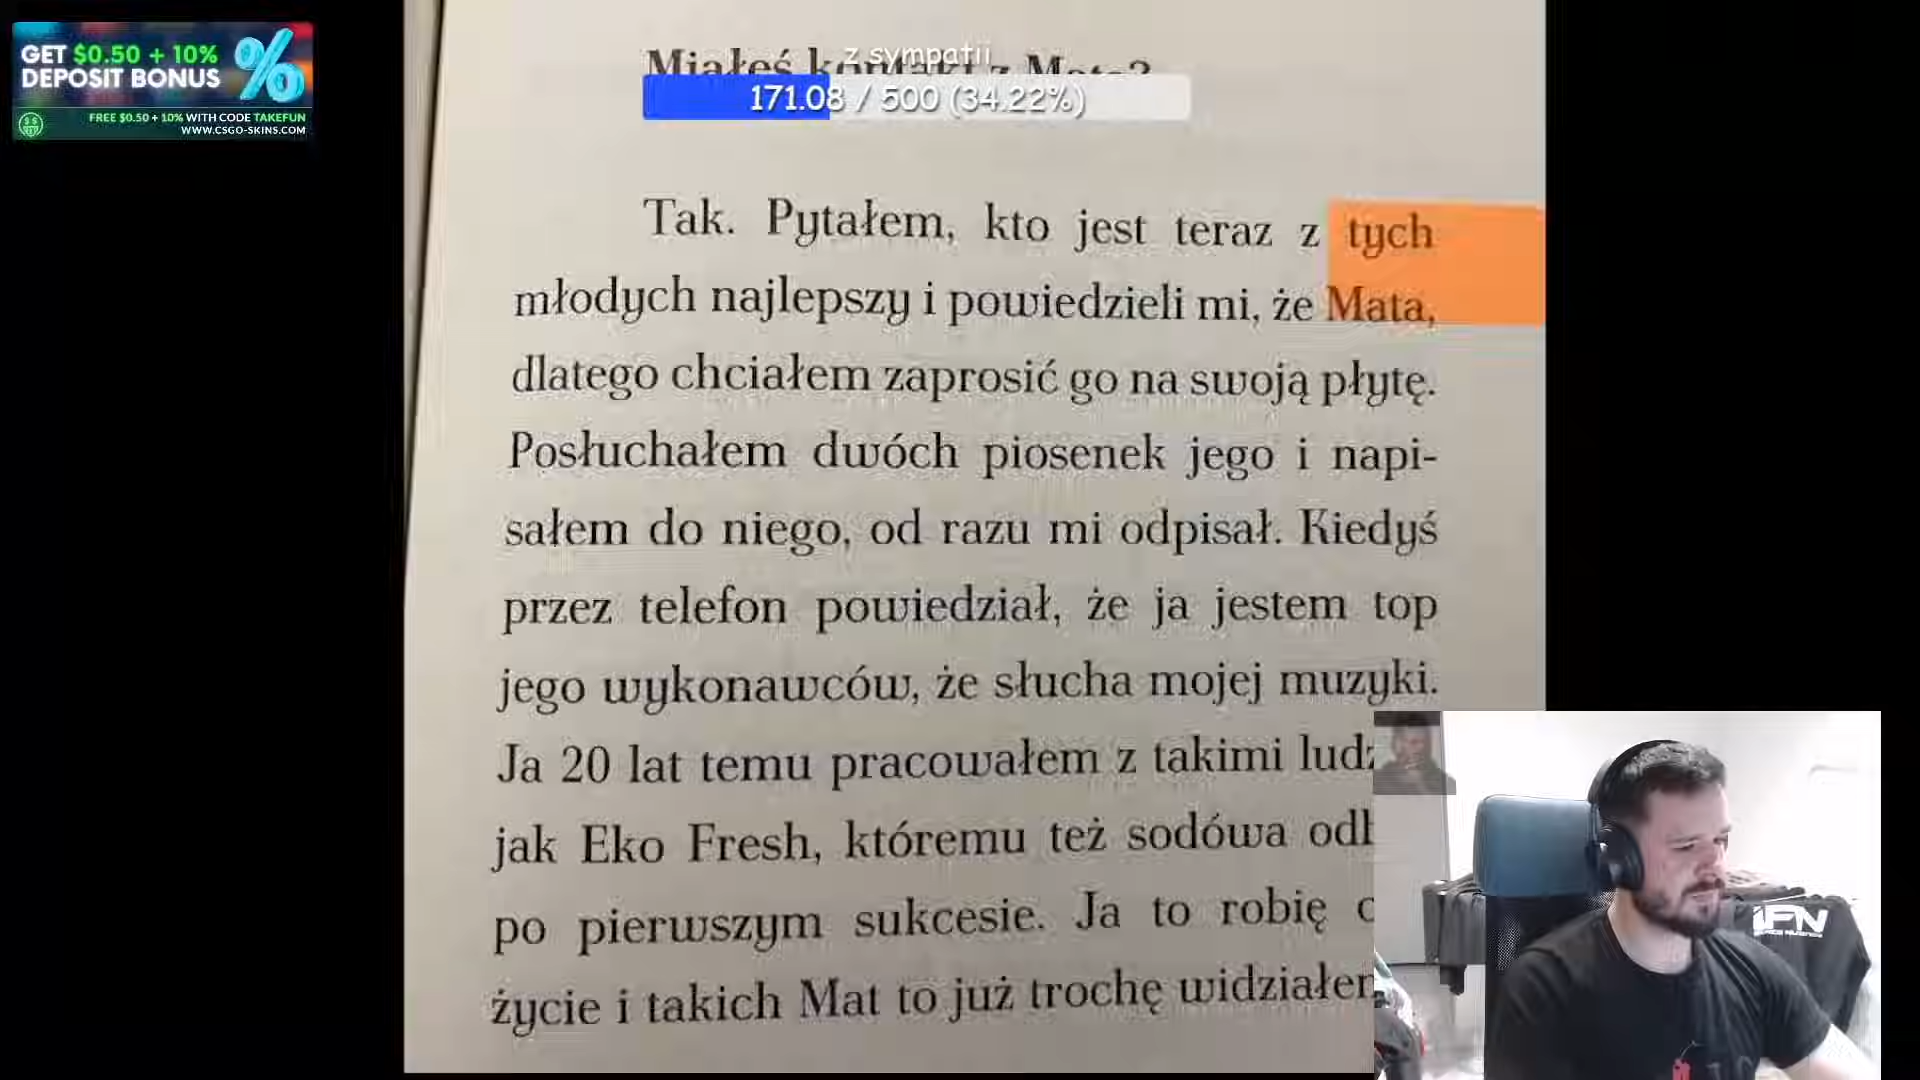 GET $0.50 + 10%
DEPOSIT BONUS
%
FREE $0.50 + 10% WITH CODE TAKEFUN
WWW.CSGO-SKINS.COM
Miałeś kontakt z Matą?
z sympatii
171.08 / 500 (34.22%)
Tak. Pytałem, kto jest teraz z tych
młodych najlepszy i powiedzieli mi, że Mata,
dlatego chciałem zaprosić go na swoją płytę.
Posłuchałem dwóch piosenek jego i napi-
sałem do niego, od razu mi odpisał. Kiedyś
przez telefon powiedział, że ja jestem top
jego wykonawców, że słucha mojej muzyki.
Ja 20 lat temu pracowałem z takimi
jak Eko Fresh, któremu też sodówa
po pierwszym sukcesie. Ja to robię
życie i takich Mat to już trochę